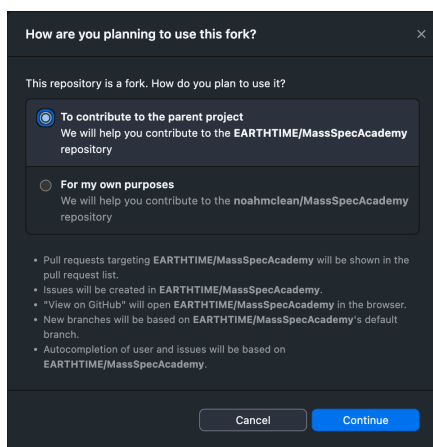 How are you planning to use this fork?
This repository is a fork. How do you plan to use it?
To contribute to the parent project
We will help you contribute to the EARTHTIME/MassSpecAcademy
repository
For my own purposes
We will help you contribute to the noahmclean/MassSpecAcademy
repository
• Pull requests targeting EARTHTIME/MassSpecAcademy will be shown in the
pull request list.
• Issues will be created in EARTHTIME/MassSpecAcademy.
• "View on GitHub" will open EARTHTIME/MassSpecAcademy in the browser.
• New branches will be based on EARTHTIME/MassSpecAcademy's default
branch.
• Autocompletion of user and issues will be based on
EARTHTIME/MassSpecAcademy.
Cancel
Continue